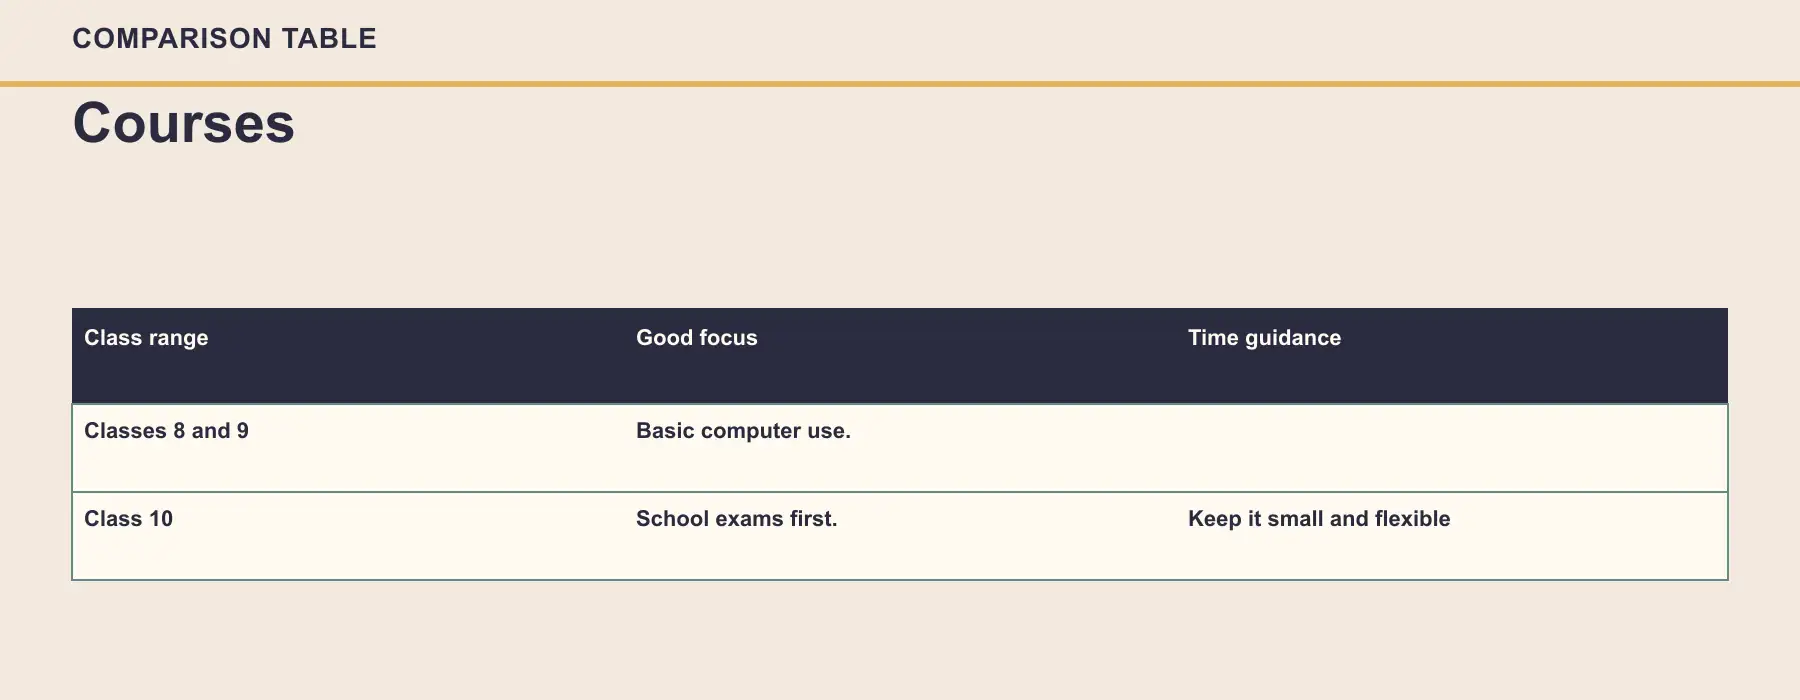 COMPARISON TABLE
Courses
Class range Good focus Time guidance
Classes 8 and 9 Basic computer use.
Class 10 School exams first. Keep it small and flexible